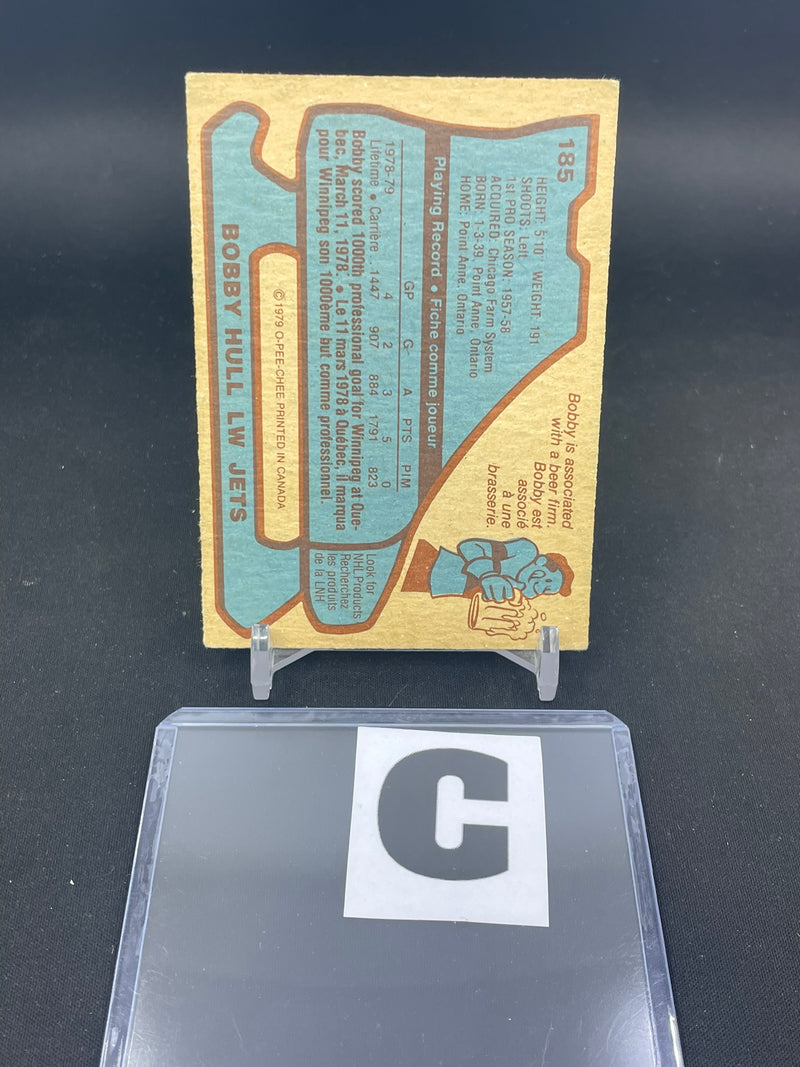 185
HEIGHT: 5'10" WEIGHT: 191
SHOOTS: Left
1st PRO SEASON: 1957-58
ACQUIRED: Chicago Farm System
BORN: 1-3-39, Point Anne, Ontario
HOME: Point Anne, Ontario
Bobby is associated
with a beer firm.
Bobby est
associé
à une
brasserie.
Playing Record • Fiche comme joueur
GP G A PTS PIM
1978-79 4 2 3 5 0
Lifetime • Carrière 1447 907 884 1791 823
Bobby scored 1000th professional goal for Winnipeg at Que-
bec, March 11, 1978. • Le 11 mars 1978 à Québec, il marqua
pour Winnipeg son 1000ème but comme professionnel.
Look for
NHL Products
Recherchez
les produits
de la LNH
©1979 O-PEE-CHEE PRINTED IN CANADA
BOBBY HULL LW JETS
C